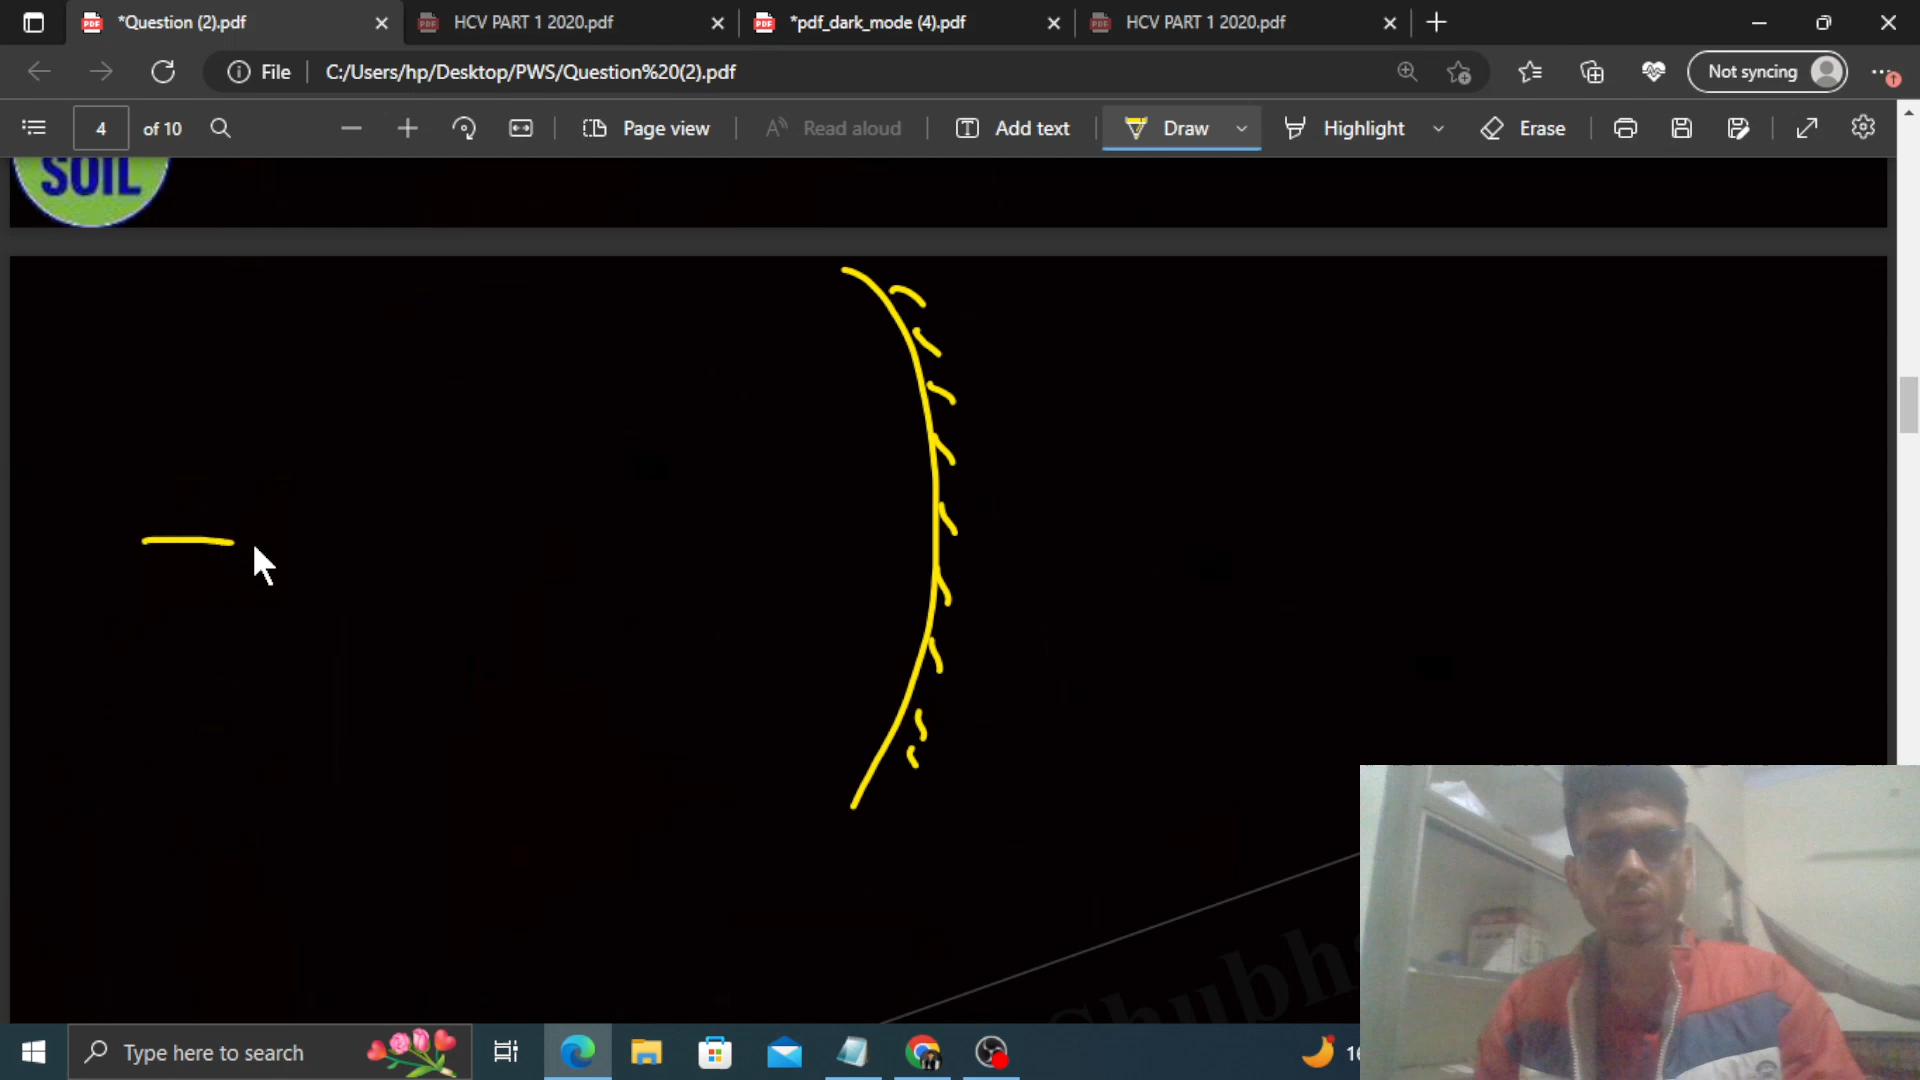 *Question (2).pdf
HCV PART 1 2020.pdf
*pdf_dark_mode (4).pdf
HCV PART 1 2020.pdf
File
C:/Users/hp/Desktop/PWS/Question%20(2).pdf
Not syncing
4
of 10
Page view
Read aloud
Add text
Draw
Highlight
Erase
SOIL
Shubha
Type here to search
16